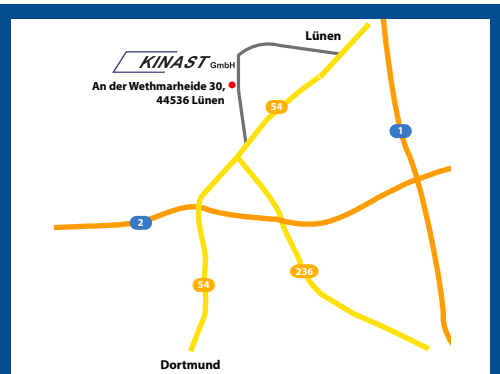 Lünen
KINAST GmbH
An der Wethmarheide 30,
44536 Lünen
54
1
2
236
54
Dortmund